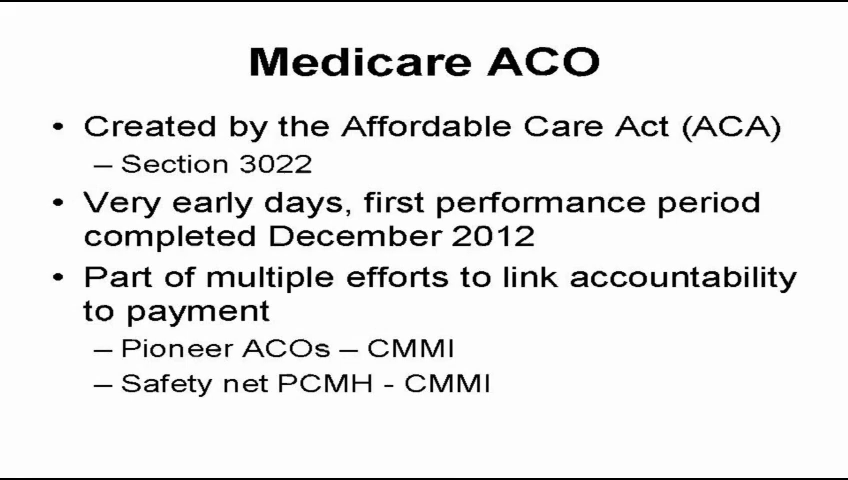 Medicare ACO
• Created by the Affordable Care Act (ACA)
– Section 3022
• Very early days, first performance period
completed December 2012
• Part of multiple efforts to link accountability
to payment
– Pioneer ACOs – CMMI
– Safety net PCMH - CMMI